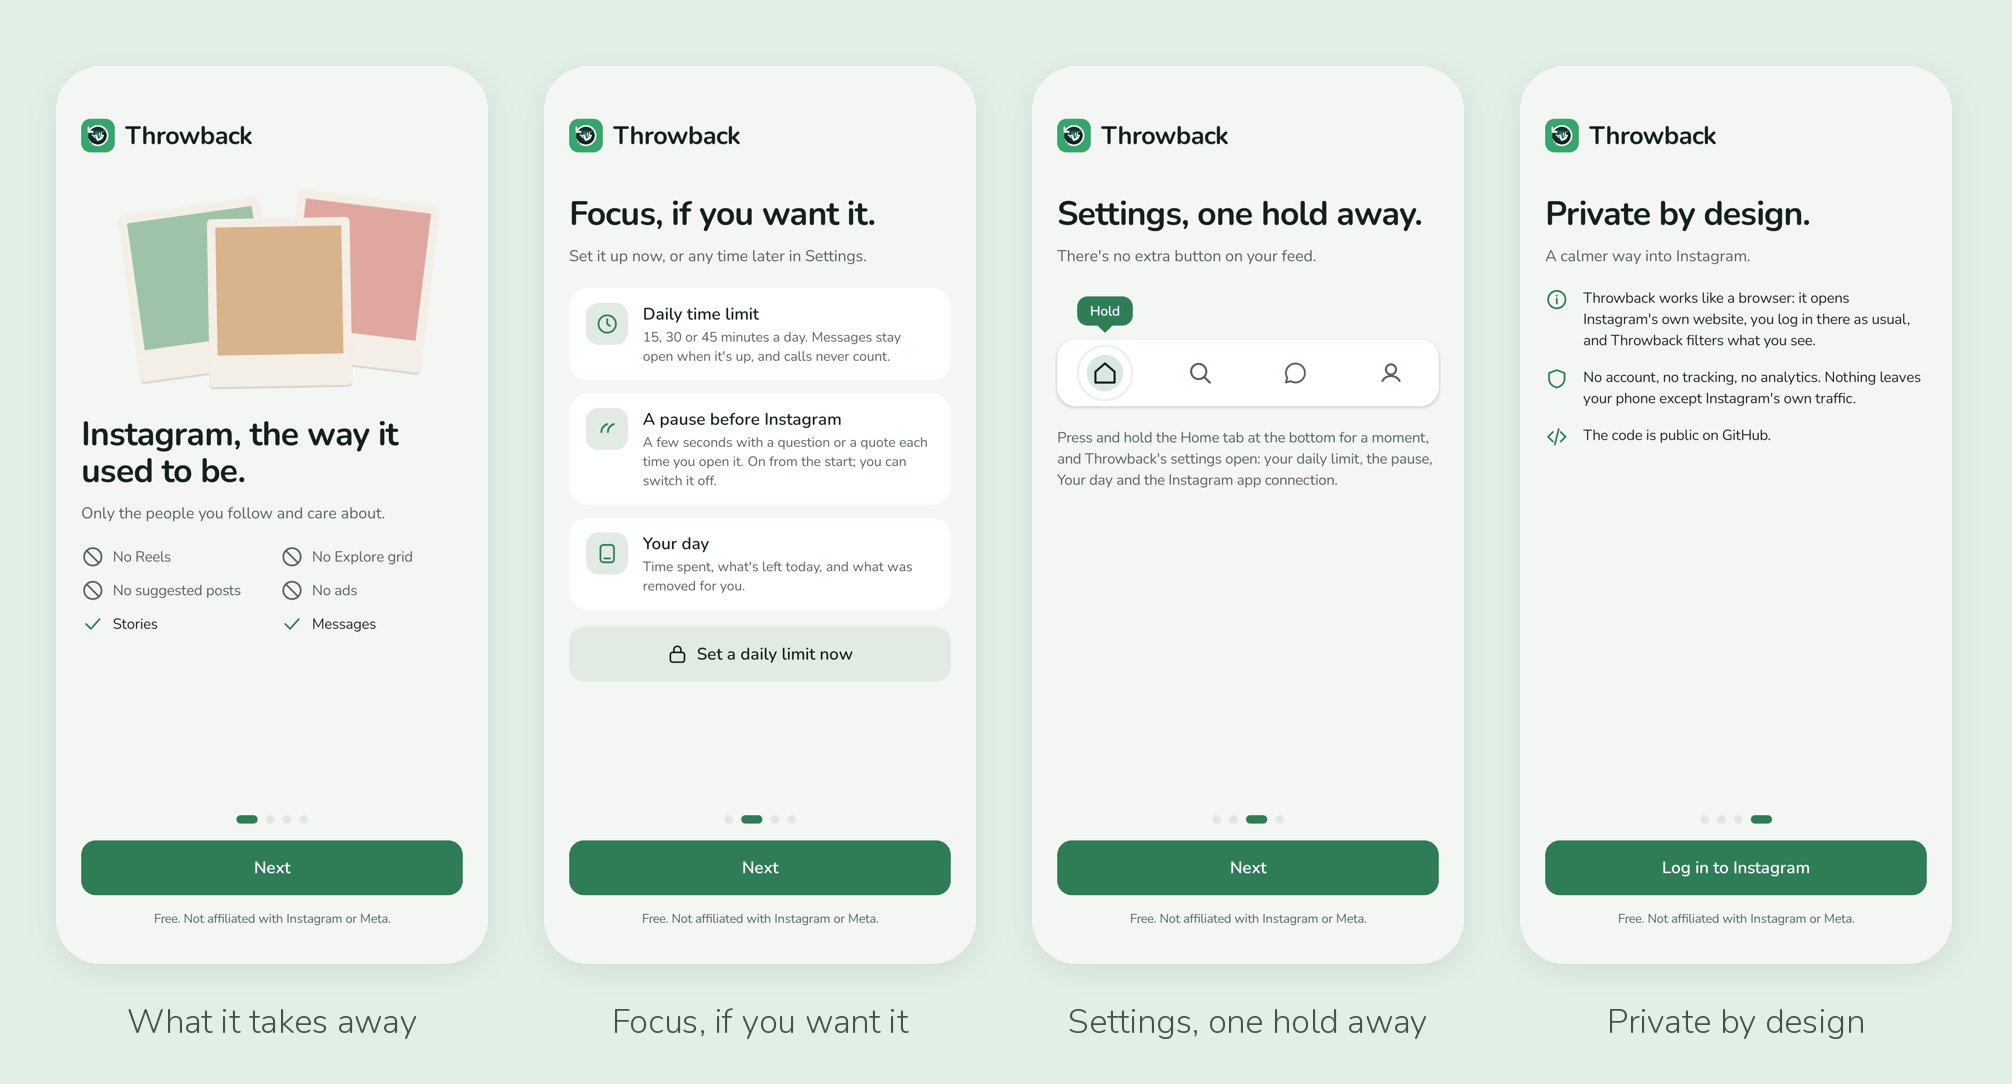 Throwback
Instagram, the way it
used to be.
Only the people you follow and care about.
No Reels
No Explore grid
No suggested posts
No ads
Stories
Messages
Next
Free. Not affiliated with Instagram or Meta.
What it takes away
Throwback
Focus, if you want it.
Set it up now, or any time later in Settings.
Daily time limit
15, 30 or 45 minutes a day. Messages stay
open when it's up, and calls never count.
A pause before Instagram
A few seconds with a question or a quote each
time you open it. On from the start; you can
switch it off.
Your day
Time spent, what's left today, and what was
removed for you.
Set a daily limit now
Next
Free. Not affiliated with Instagram or Meta.
Focus, if you want it
Throwback
Settings, one hold away.
There's no extra button on your feed.
Hold
Press and hold the Home tab at the bottom for a moment,
and Throwback's settings open: your daily limit, the pause,
Your day and the Instagram app connection.
Next
Free. Not affiliated with Instagram or Meta.
Settings, one hold away
Throwback
Private by design.
A calmer way into Instagram.
Throwback works like a browser: it opens
Instagram's own website, you log in there as usual,
and Throwback filters what you see.
No account, no tracking, no analytics. Nothing leaves
your phone except Instagram's own traffic.
The code is public on GitHub.
Log in to Instagram
Free. Not affiliated with Instagram or Meta.
Private by design